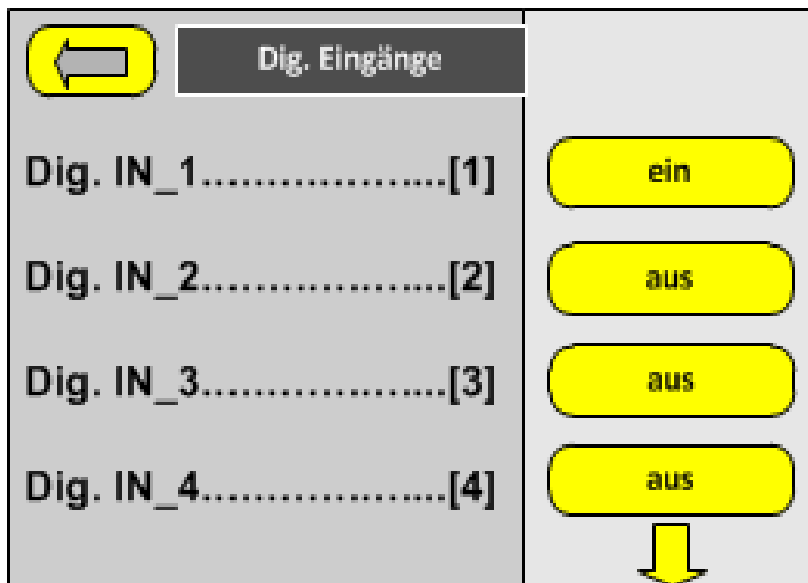 Dig. Eingänge
Dig. IN_1...................[1] ein
Dig. IN_2...................[2] aus
Dig. IN_3...................[3] aus
Dig. IN_4...................[4] aus